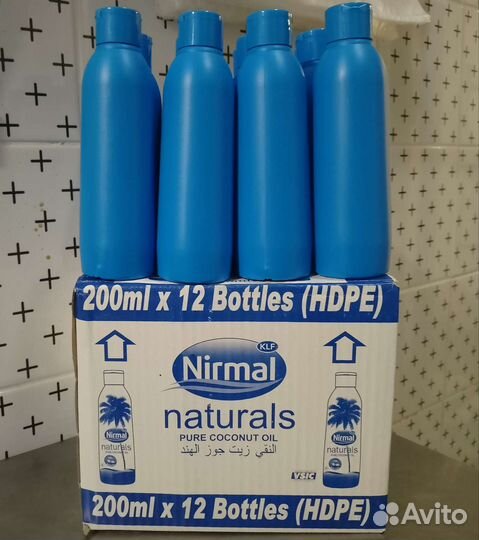 200ml x 12 Bottles (HDPE)
KLF
Nirmal
naturals
PURE COCONUT OIL
النقي زيت جوز الهند
Nirmal
naturals
Nirmal
naturals
VSIC
200ml x 12 Bottles (HDPE)
Avito